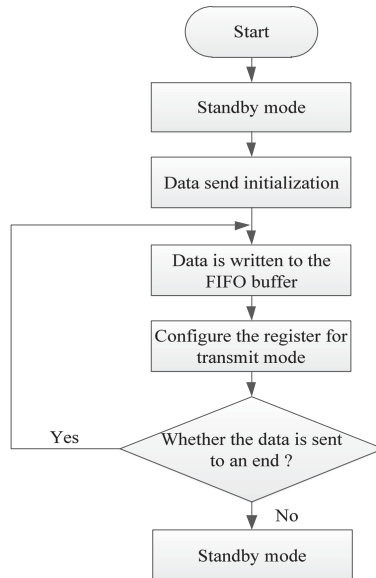 Start
Standby mode
Data send initialization
Data is written to the
FIFO buffer
Configure the register for
transmit mode
Whether the data is sent
to an end ?
Yes
No
Standby mode